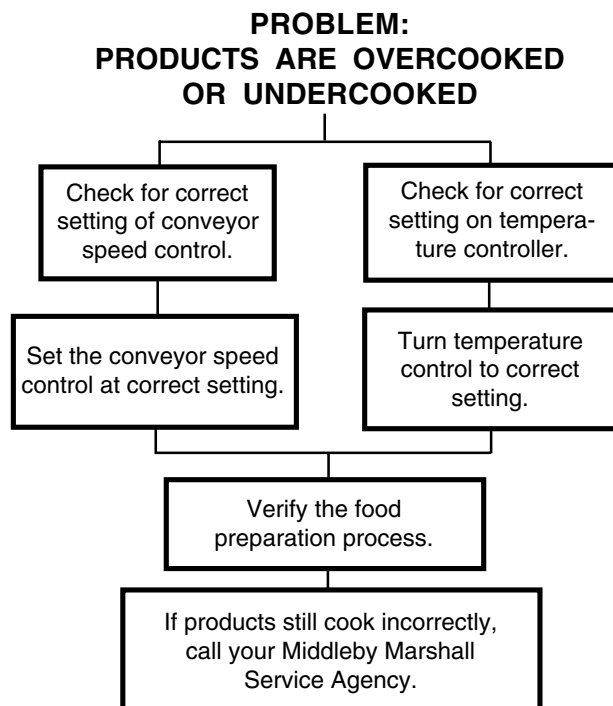 PROBLEM:
PRODUCTS ARE OVERCOOKED
OR UNDERCOOKED
Check for correct
setting of conveyor
speed control.
Check for correct
setting on tempera-
ture controller.
Set the conveyor speed
control at correct setting.
Turn temperature
control to correct
setting.
Verify the food
preparation process.
If products still cook incorrectly,
call your Middleby Marshall
Service Agency.